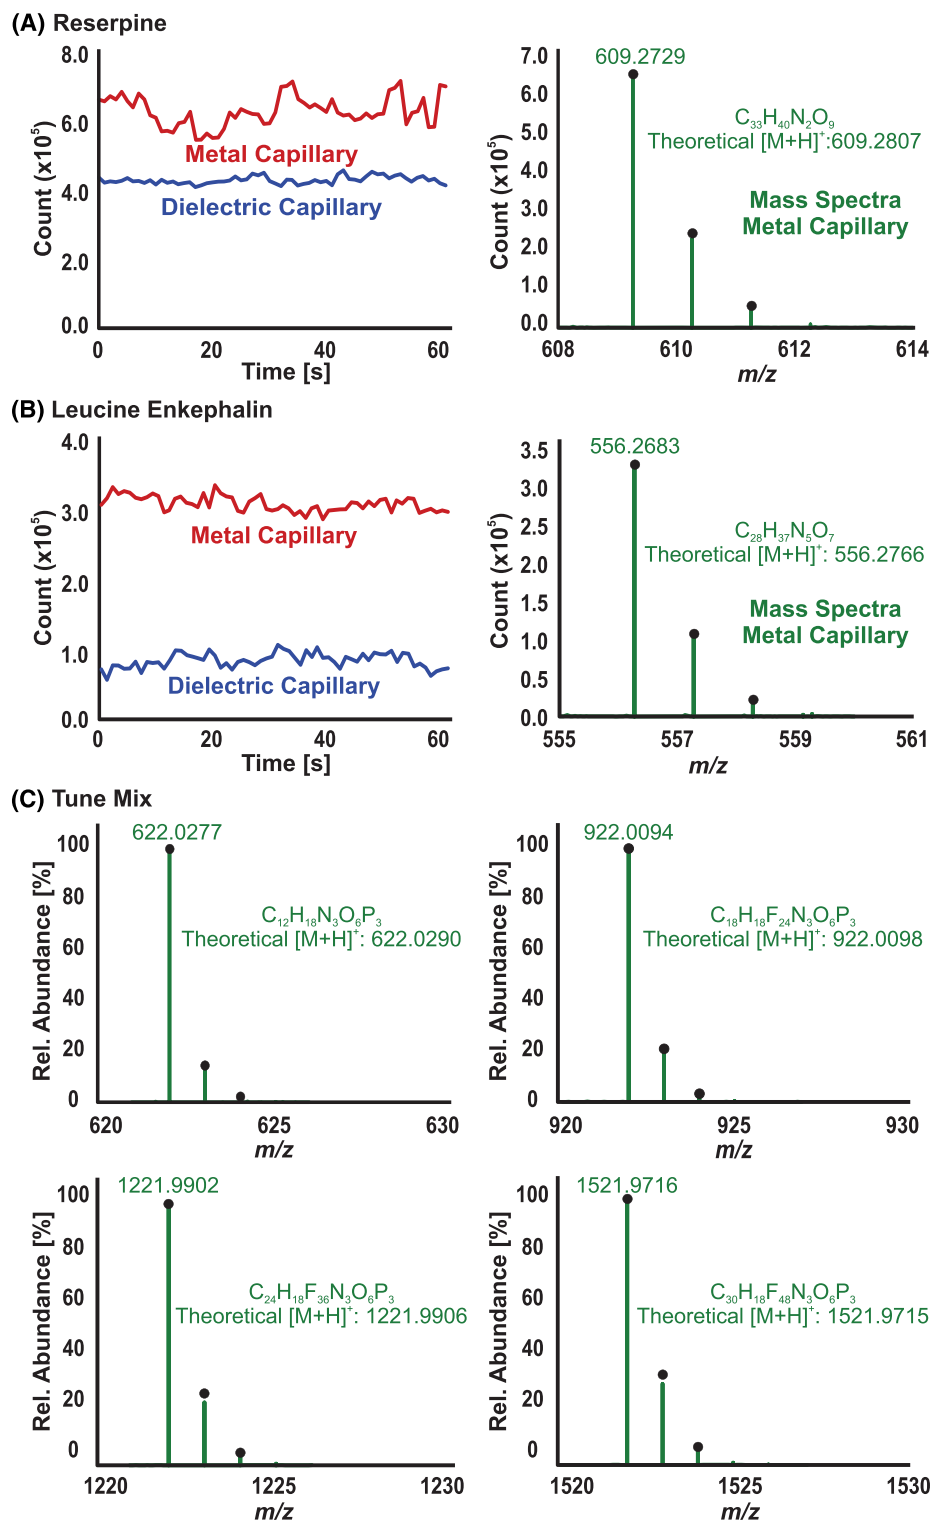 (A) Reserpine
8.0
6.0
4.0
2.0
0.0
Count (x10⁵)
Metal Capillary
Dielectric Capillary
0 20 40 60
Time [s]
7.0
6.0
5.0
4.0
3.0
2.0
1.0
0.0
Count (x10⁵)
609.2729
C₃₃H₄₀N₂O₉
Theoretical [M+H]⁺:609.2807
Mass Spectra
Metal Capillary
608 610 612 614
m/z
(B) Leucine Enkephalin
4.0
3.0
2.0
1.0
0.0
Count (x10⁵)
Metal Capillary
Dielectric Capillary
0 20 40 60
Time [s]
3.5
3.0
2.5
2.0
1.5
1.0
0.5
0.0
Count (x10⁵)
556.2683
C₂₈H₃₇N₅O₇
Theoretical [M+H]⁺: 556.2766
Mass Spectra
Metal Capillary
555 557 559 561
m/z
(C) Tune Mix
100
80
60
40
20
0
Rel. Abundance [%]
622.0277
C₁₂H₁₈N₃O₆P₃
Theoretical [M+H]⁺: 622.0290
620 625 630
m/z
100
80
60
40
20
0
Rel. Abundance [%]
922.0094
C₁₈H₁₈F₂₄N₃O₆P₃
Theoretical [M+H]⁺: 922.0098
920 925 930
m/z
100
80
60
40
20
0
Rel. Abundance [%]
1221.9902
C₂₄H₁₈F₃₆N₃O₆P₃
Theoretical [M+H]⁺: 1221.9906
1220 1225 1230
m/z
100
80
60
40
20
0
Rel. Abundance [%]
1521.9716
C₃₀H₁₈F₄₈N₃O₆P₃
Theoretical [M+H]⁺: 1521.9715
1520 1525 1530
m/z